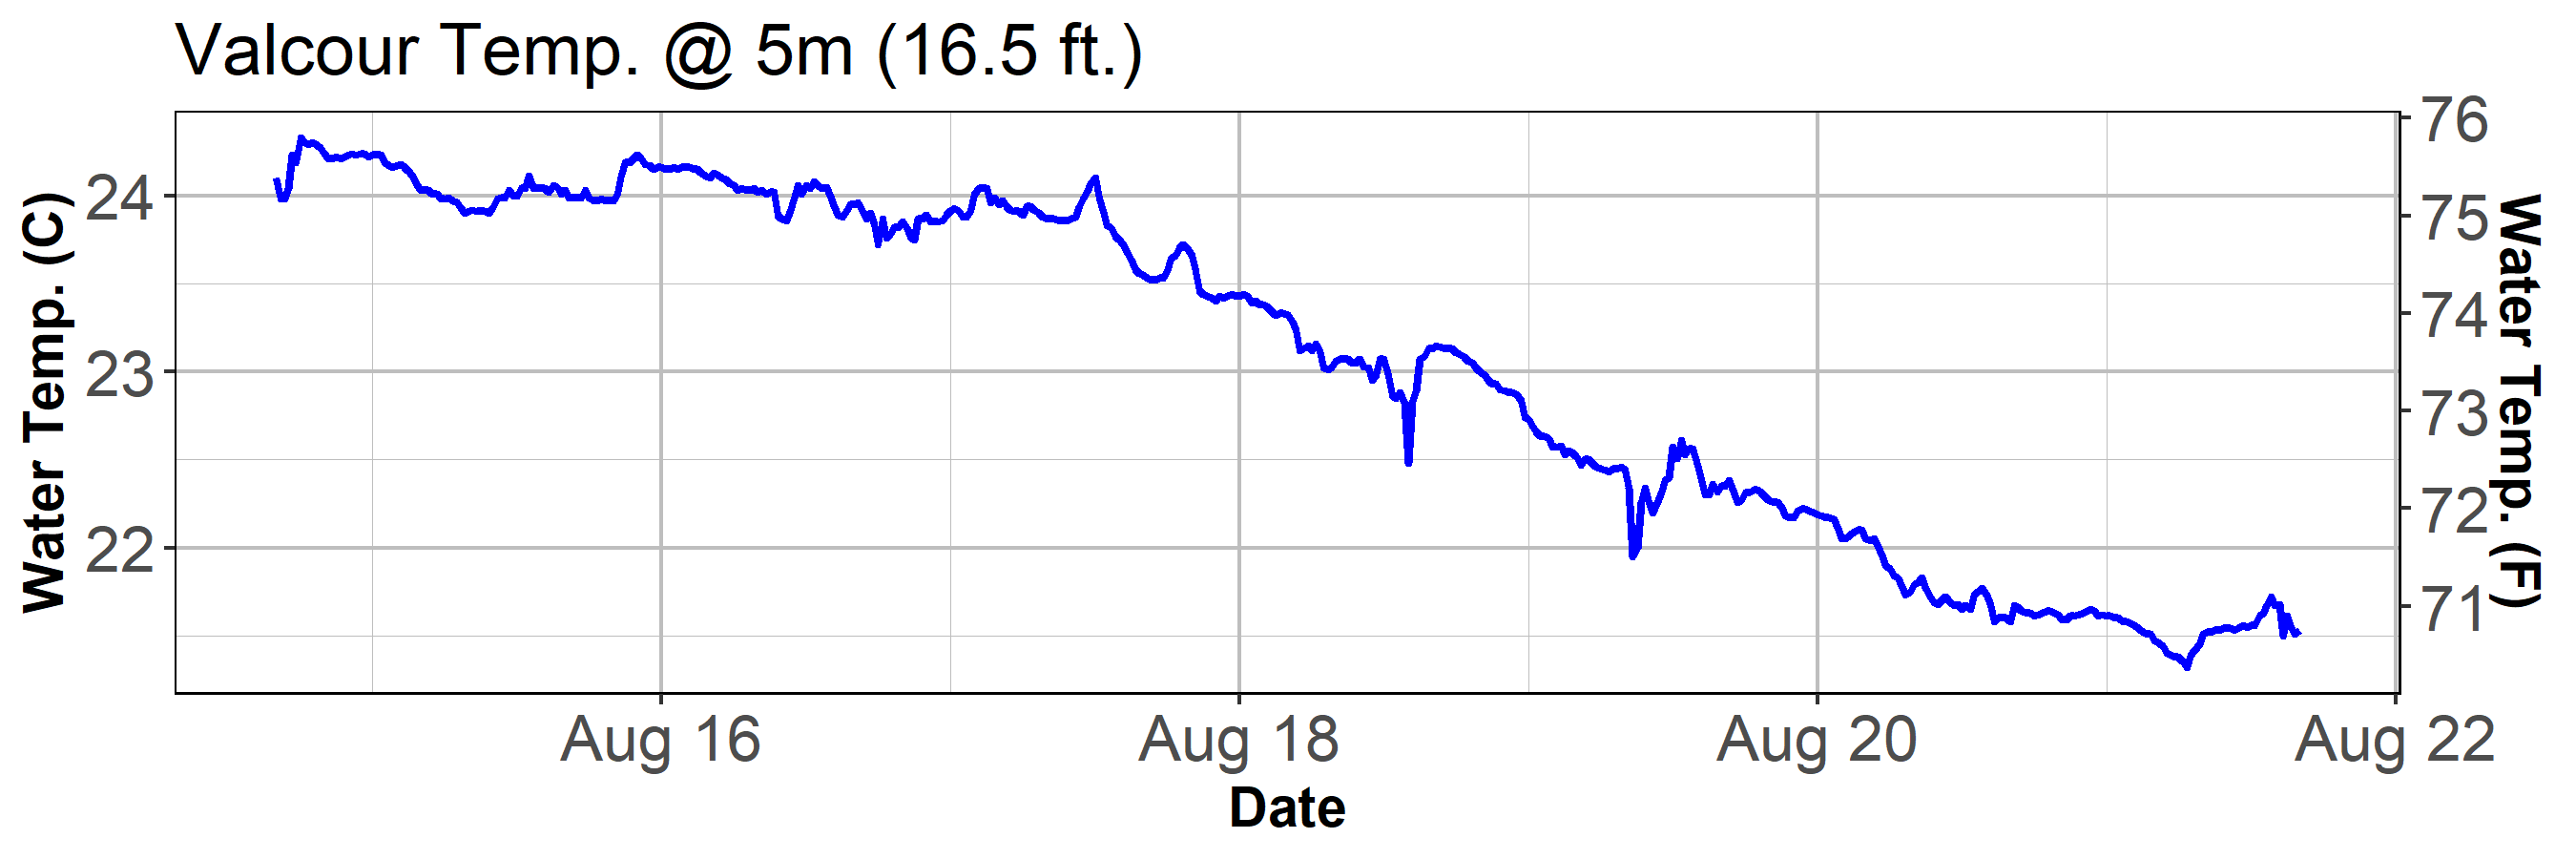 Valcour Temp. @ 5m (16.5 ft.)
Water Temp. (C)
24
23
22
76
75
74
73
72
71
Water Temp. (F)
Aug 16
Aug 18
Aug 20
Aug 22
Date